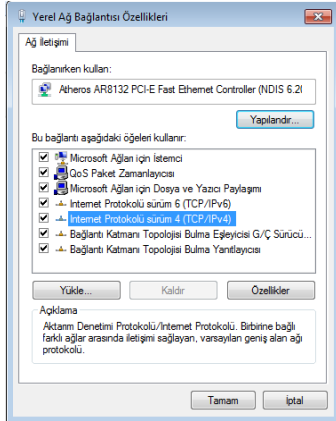 Yerel Ağ Bağlantısı Özellikleri
Ağ İletişimi
Bağlanırken kullan:
Atheros AR8132 PCI-E Fast Ethernet Controller (NDIS 6.20
Yapılandır...
Bu bağlantı aşağıdaki öğeleri kullanır:
Microsoft Ağları için İstemci
QoS Paket Zamanlayıcısı
Microsoft Ağları için Dosya ve Yazıcı Paylaşımı
Internet Protokolü sürüm 6 (TCP/IPv6)
Internet Protokolü sürüm 4 (TCP/IPv4)
Bağlantı Katmanı Topolojisi Bulma Eşleyicisi G/Ç Sürücü...
Bağlantı Katmanı Topolojisi Bulma Yanıtlayıcısı
Yükle...
Kaldır
Özellikler
Açıklama
Aktarım Denetimi Protokolü/Internet Protokolü. Birbirine bağlı
farklı ağlar arasında iletişimi sağlayan, varsayılan geniş alan ağı
protokolü.
Tamam
İptal